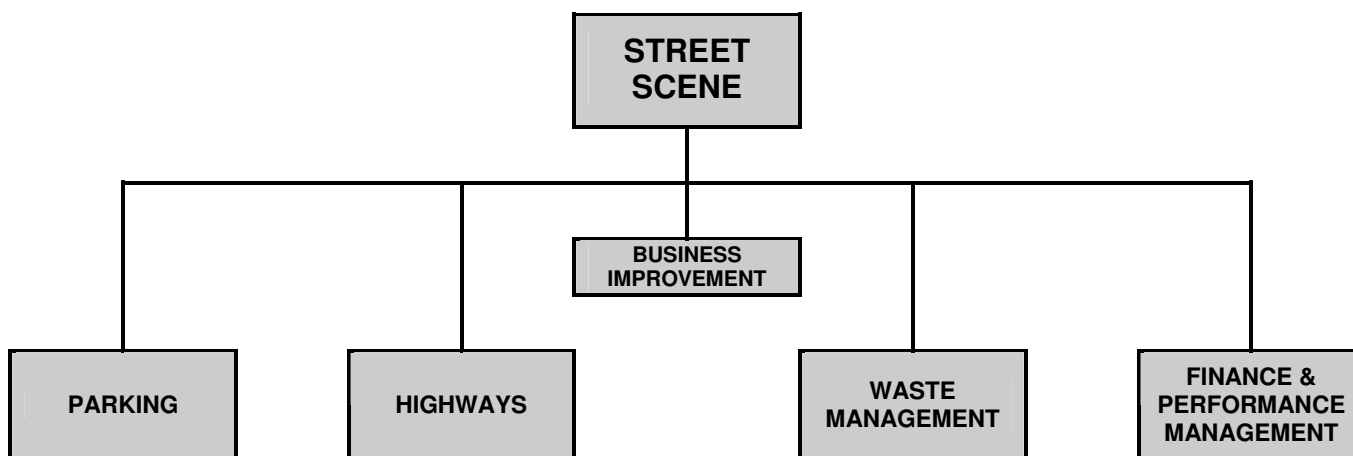 STREET
SCENE
BUSINESS
IMPROVEMENT
PARKING
HIGHWAYS
WASTE
MANAGEMENT
FINANCE &
PERFORMANCE
MANAGEMENT